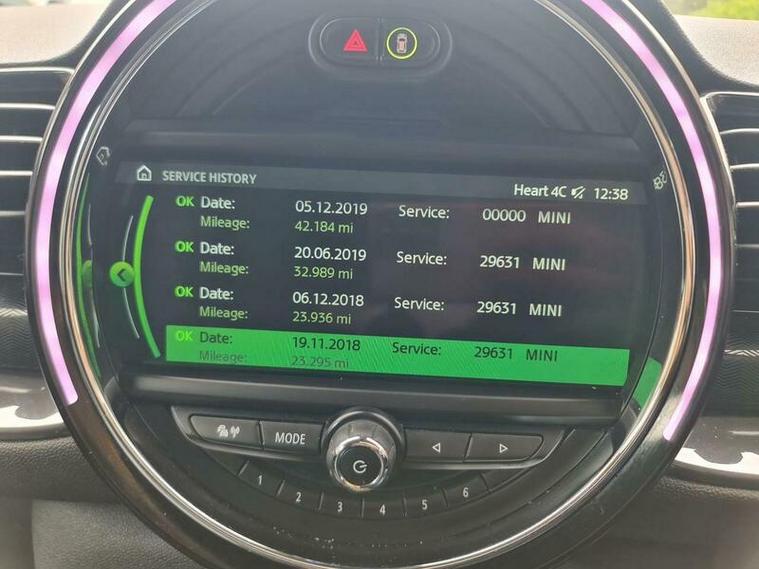 SERVICE HISTORY
Heart 4C 12:38
OK Date: 05.12.2019 Service: 00000 MINI
Mileage: 42.184 mi
OK Date: 20.06.2019 Service: 29631 MINI
Mileage: 32.989 mi
OK Date: 06.12.2018 Service: 29631 MINI
Mileage: 23.936 mi
OK Date: 19.11.2018 Service: 29631 MINI
Mileage: 23.295 mi
MODE
1 2 3 4 5 6